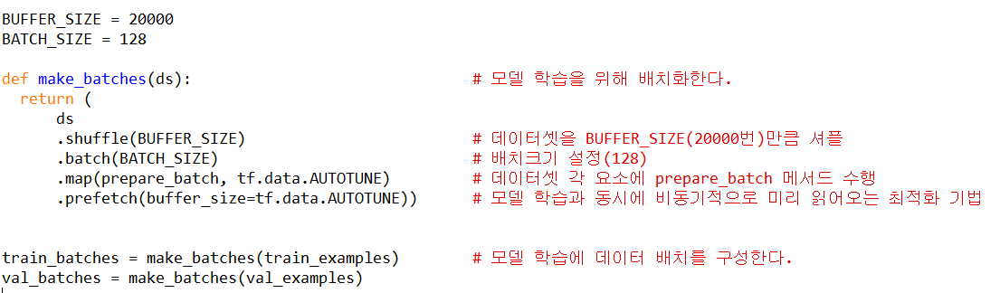 BUFFER_SIZE = 20000
BATCH_SIZE = 128
def make_batches(ds): # 모델 학습을 위해 배치화한다.
return (
ds
.shuffle(BUFFER_SIZE) # 데이터셋을 BUFFER_SIZE(20000번)만큼 셔플
.batch(BATCH_SIZE) # 배치크기 설정(128)
.map(prepare_batch, tf.data.AUTOTUNE) # 데이터셋 각 요소에 prepare_batch 메서드 수행
.prefetch(buffer_size=tf.data.AUTOTUNE)) # 모델 학습과 동시에 비동기적으로 미리 읽어오는 최적화 기법
train_batches = make_batches(train_examples) # 모델 학습에 데이터 배치를 구성한다.
val_batches = make_batches(val_examples)